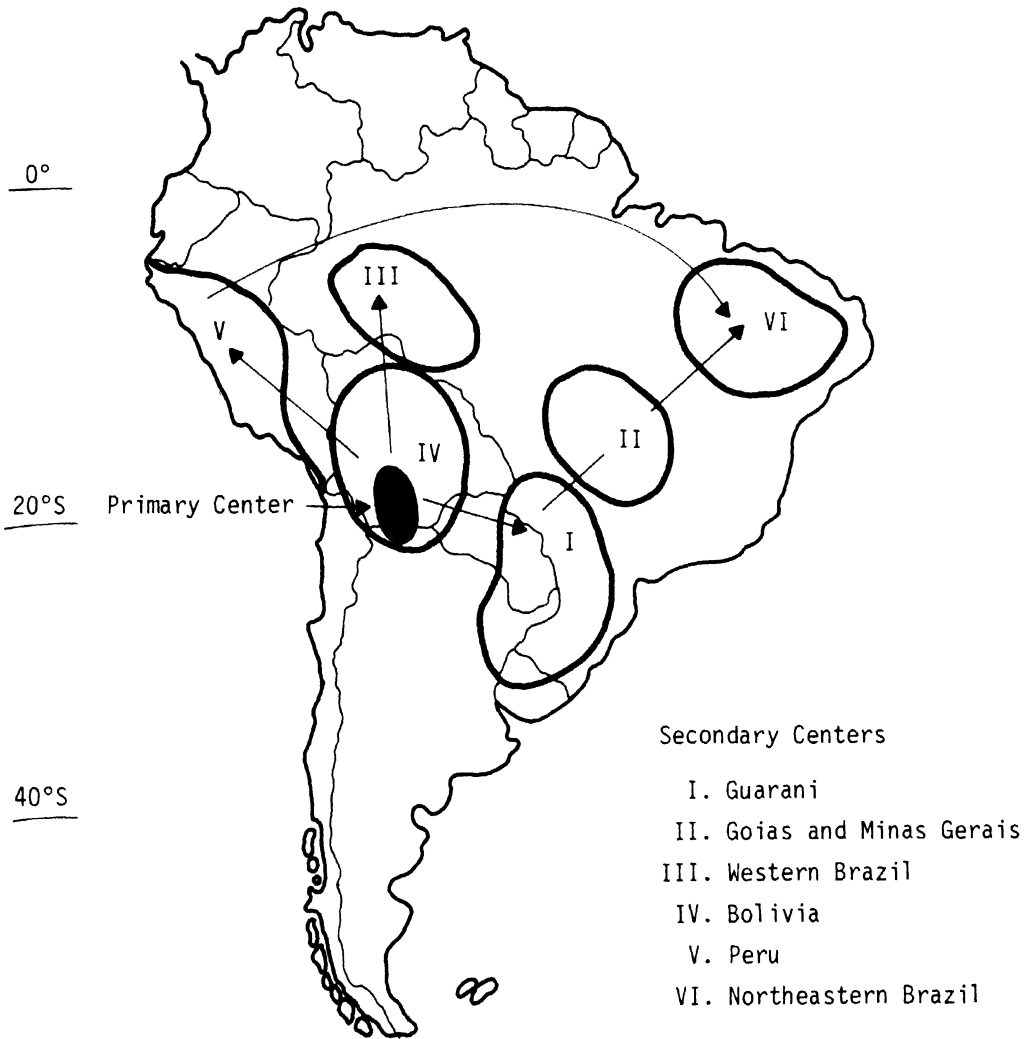 0°
III
V
VI
II
IV
20°S
Primary Center
I
Secondary Centers
40°S
I. Guarani
II. Goias and Minas Gerais
III. Western Brazil
IV. Bolivia
V. Peru
VI. Northeastern Brazil